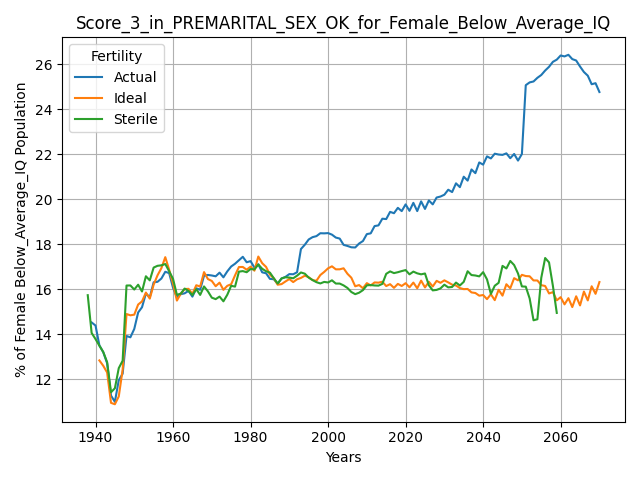 Score_3_in_PREMARITAL_SEX_OK_for_Female_Below_Average_IQ
% of Female Below_Average_IQ Population
26
24
22
20
18
16
14
12
Fertility
Actual
Ideal
Sterile
1940 1960 1980 2000 2020 2040 2060
Years